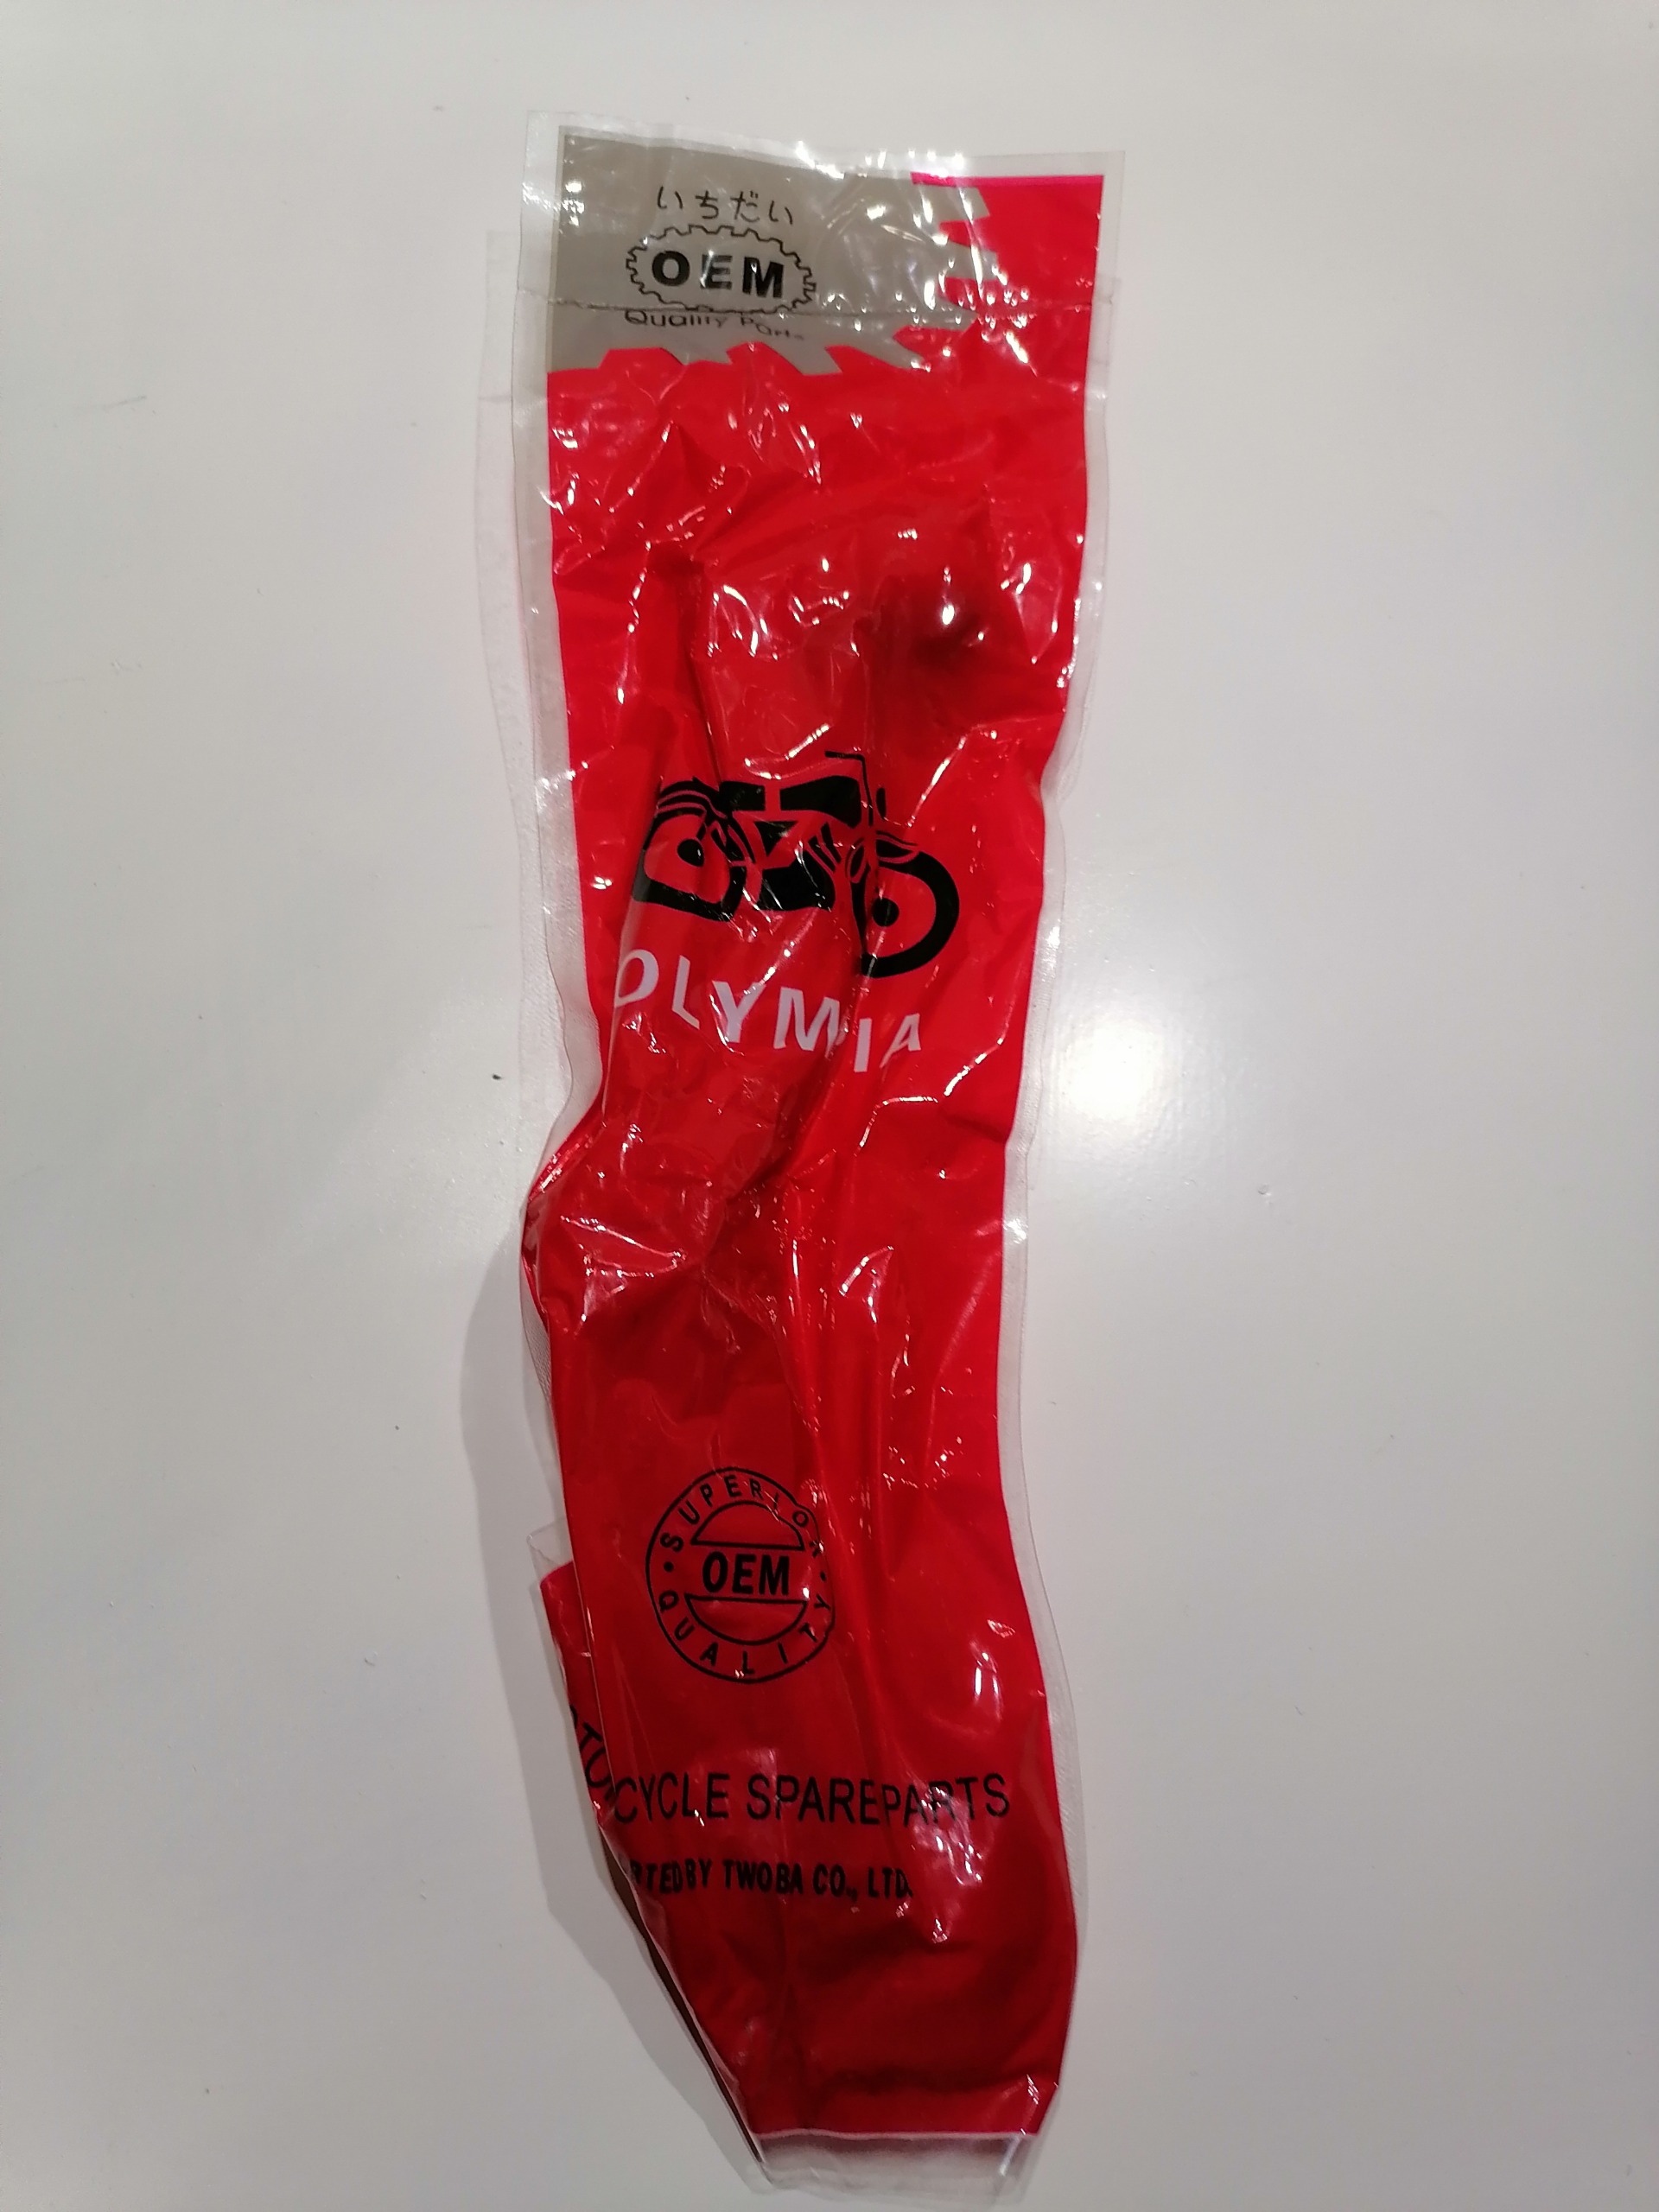 いちだい
OEM
Quality Parts
OLYMPIA
SUPERIOR
OEM
QUALITY
CYCLE SPAREPARTS
BY TWOBA CO., LTD.